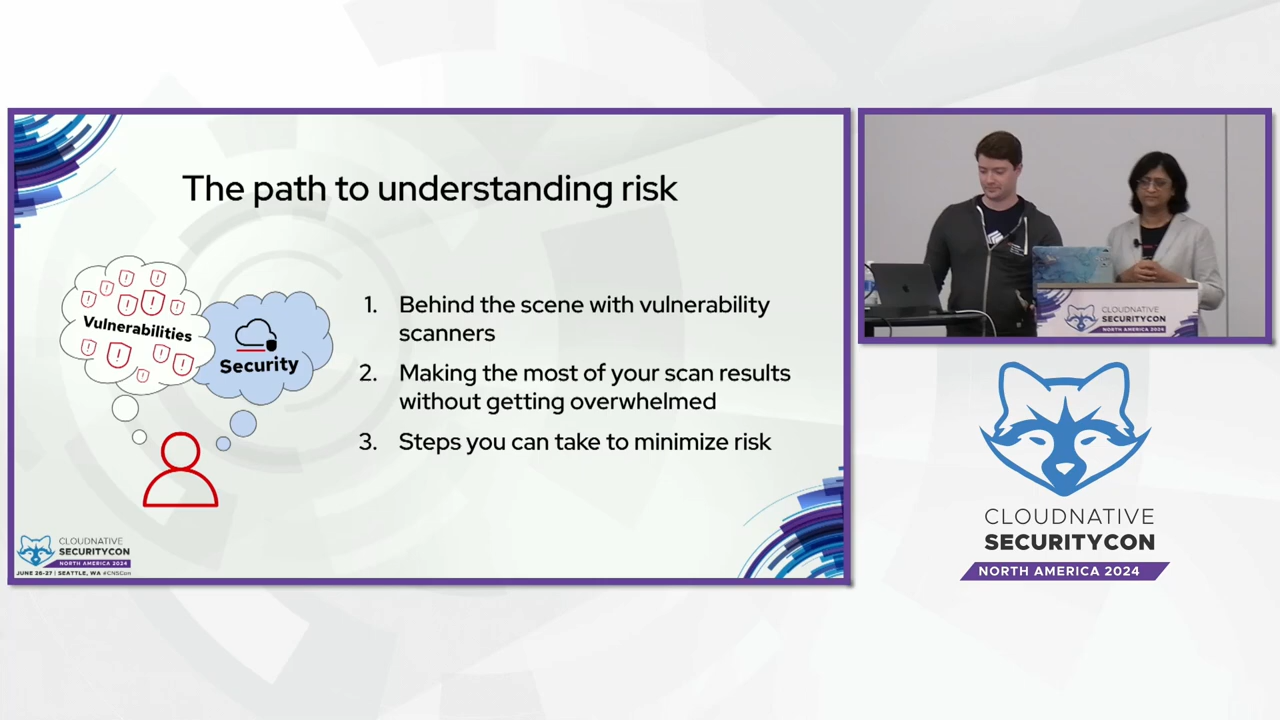 The path to understanding risk
Vulnerabilities
Security
1. Behind the scene with vulnerability
scanners
2. Making the most of your scan results
without getting overwhelmed
3. Steps you can take to minimize risk
CLOUDNATIVE
SECURITYCON
NORTH AMERICA 2024
JUNE 26-27 | SEATTLE, WA #CNSCon
CLOUDNATIVE
SECURITYCON
NORTH AMERICA 2024
CLOUDNATIVE
SECURITYCON
NORTH AMERICA 2024